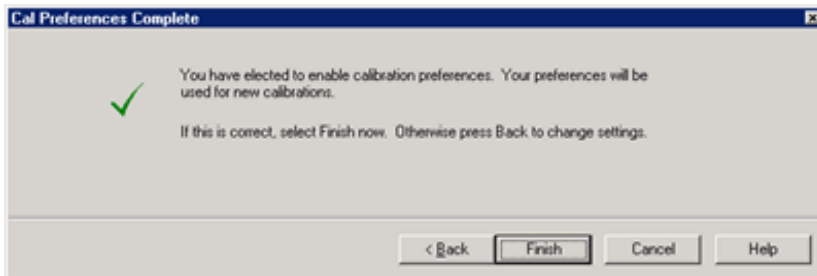 Cal Preferences Complete
You have elected to enable calibration preferences. Your preferences will be
used for new calibrations.
If this is correct, select Finish now. Otherwise press Back to change settings.
< Back
Finish
Cancel
Help